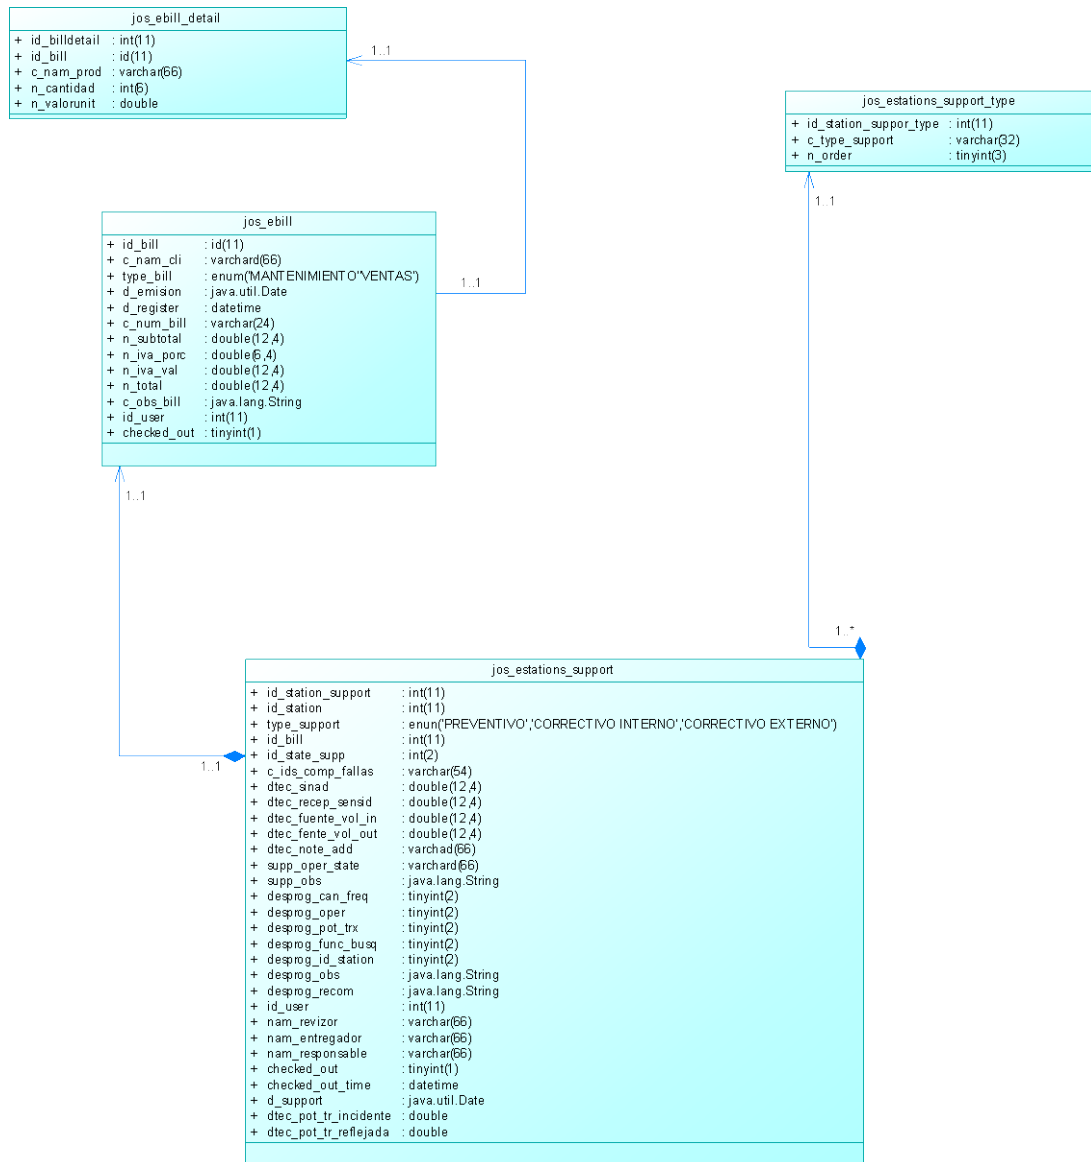 jos_ebill_detail
+ id_billdetail : int(11)
+ id_bill : id(11)
+ c_nam_prod : varchar(66)
+ n_cantidad : int(6)
+ n_valorunit : double
1..1
jos_estations_support_type
+ id_station_suppor_type : int(11)
+ c_type_support : varchar(32)
+ n_order : tinyint(3)
1..1
jos_ebill
+ id_bill : id(11)
+ c_nam_cli : varchard(66)
+ type_bill : enum('MANTENIMIENTO''VENTAS')
+ d_emision : java.util.Date
+ d_register : datetime
+ c_num_bill : varchar(24)
+ n_subtotal : double(12,4)
+ n_iva_porc : double(6,4)
+ n_iva_val : double(12,4)
+ n_total : double(12,4)
+ c_obs_bill : java.lang.String
+ id_user : int(11)
+ checked_out : tinyint(1)
1..1
1..1
1..*
1..1
jos_estations_support
+ id_station_support : int(11)
+ id_station : int(11)
+ type_support : enun('PREVENTIVO','CORRECTIVO INTERNO','CORRECTIVO EXTERNO')
+ id_bill : int(11)
+ id_state_supp : int(2)
+ c_ids_comp_fallas : varchar(54)
+ dtec_sinad : double(12,4)
+ dtec_recep_sensid : double(12,4)
+ dtec_fuente_vol_in : double(12,4)
+ dtec_fente_vol_out : double(12,4)
+ dtec_note_add : varchad(66)
+ supp_oper_state : varchard(66)
+ supp_obs : java.lang.String
+ desprog_can_freq : tinyint(2)
+ desprog_oper : tinyint(2)
+ desprog_pot_trx : tinyint(2)
+ desprog_func_busq : tinyint(2)
+ desprog_id_station : tinyint(2)
+ desprog_obs : java.lang.String
+ desprog_recom : java.lang.String
+ id_user : int(11)
+ nam_revizor : varchar(66)
+ nam_entregador : varchar(66)
+ nam_responsable : varchar(66)
+ checked_out : tinyint(1)
+ checked_out_time : datetime
+ d_support : java.util.Date
+ dtec_pot_tr_incidente : double
+ dtec_pot_tr_reflejada : double